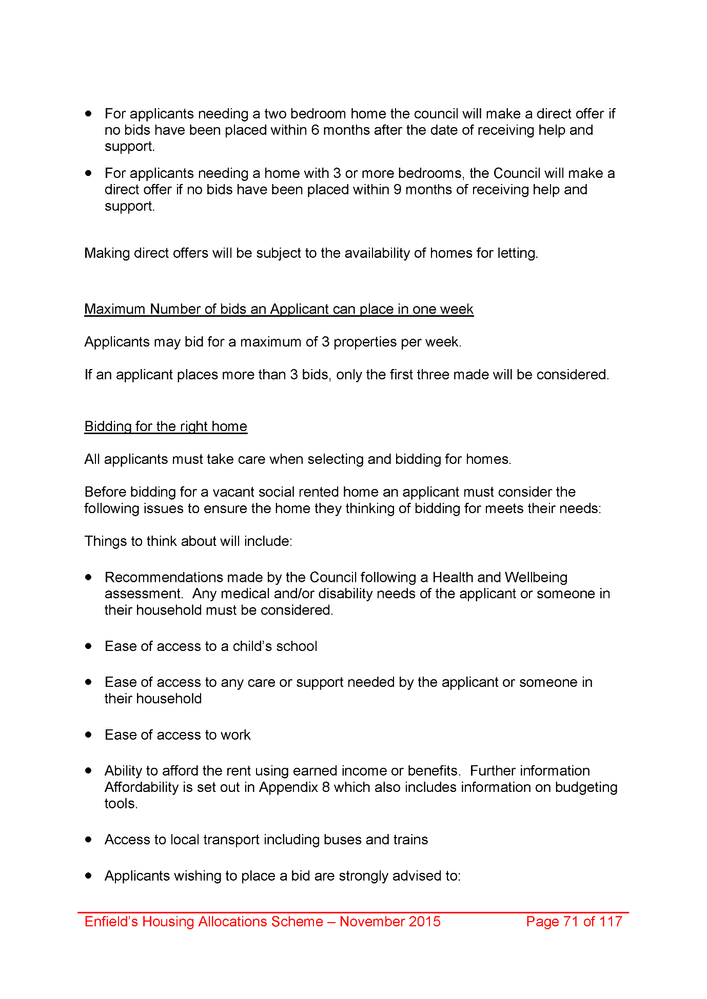 • For applicants needing a two bedroom home the council will make a direct offer if
no bids have been placed within 6 months after the date of receiving help and
support.
• For applicants needing a home with 3 or more bedrooms, the Council will make a
direct offer if no bids have been placed within 9 months of receiving help and
support.
Making direct offers will be subject to the availability of homes for letting.
Maximum Number of bids an Applicant can place in one week
Applicants may bid for a maximum of 3 properties per week.
If an applicant places more than 3 bids, only the first three made will be considered.
Bidding for the right home
All applicants must take care when selecting and bidding for homes.
Before bidding for a vacant social rented home an applicant must consider the
following issues to ensure the home they thinking of bidding for meets their needs:
Things to think about will include:
• Recommendations made by the Council following a Health and Wellbeing
assessment.  Any medical and/or disability needs of the applicant or someone in
their household must be considered.
• Ease of access to a child’s school
• Ease of access to any care or support needed by the applicant or someone in
their household
• Ease of access to work
• Ability to afford the rent using earned income or benefits.  Further information
Affordability is set out in Appendix 8 which also includes information on budgeting
tools.
• Access to local transport including buses and trains
• Applicants wishing to place a bid are strongly advised to:
Enfield’s Housing Allocations Scheme – November 2015 Page 71 of 117